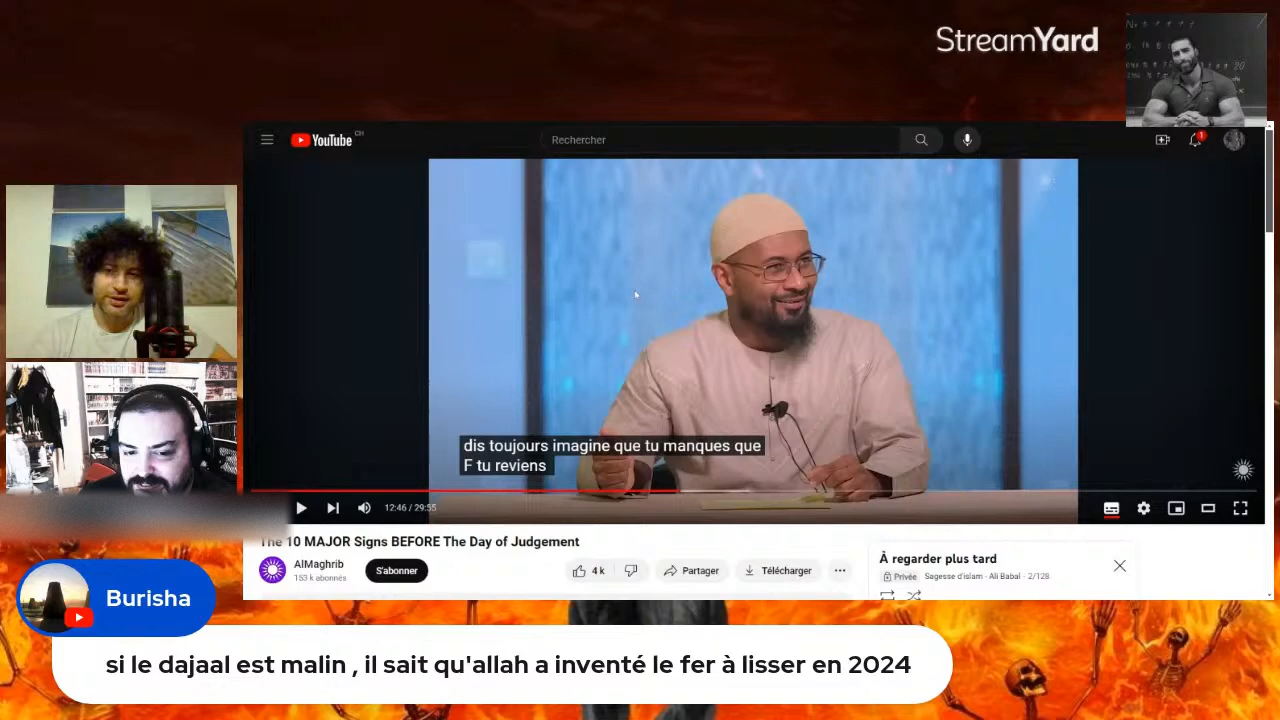 StreamYard
YouTube CH
Rechercher
1
dis toujours imagine que tu manques que
F tu reviens
12:46 / 29:55
The 10 MAJOR Signs BEFORE The Day of Judgement
AlMaghrib
153 k abonnés
S'abonner
4 k
Partager
Télécharger
À regarder plus tard
Privée
Sagesse d'islam - Ali Babal - 2/128
Burisha
si le dajaal est malin , il sait qu'allah a inventé le fer à lisser en 2024